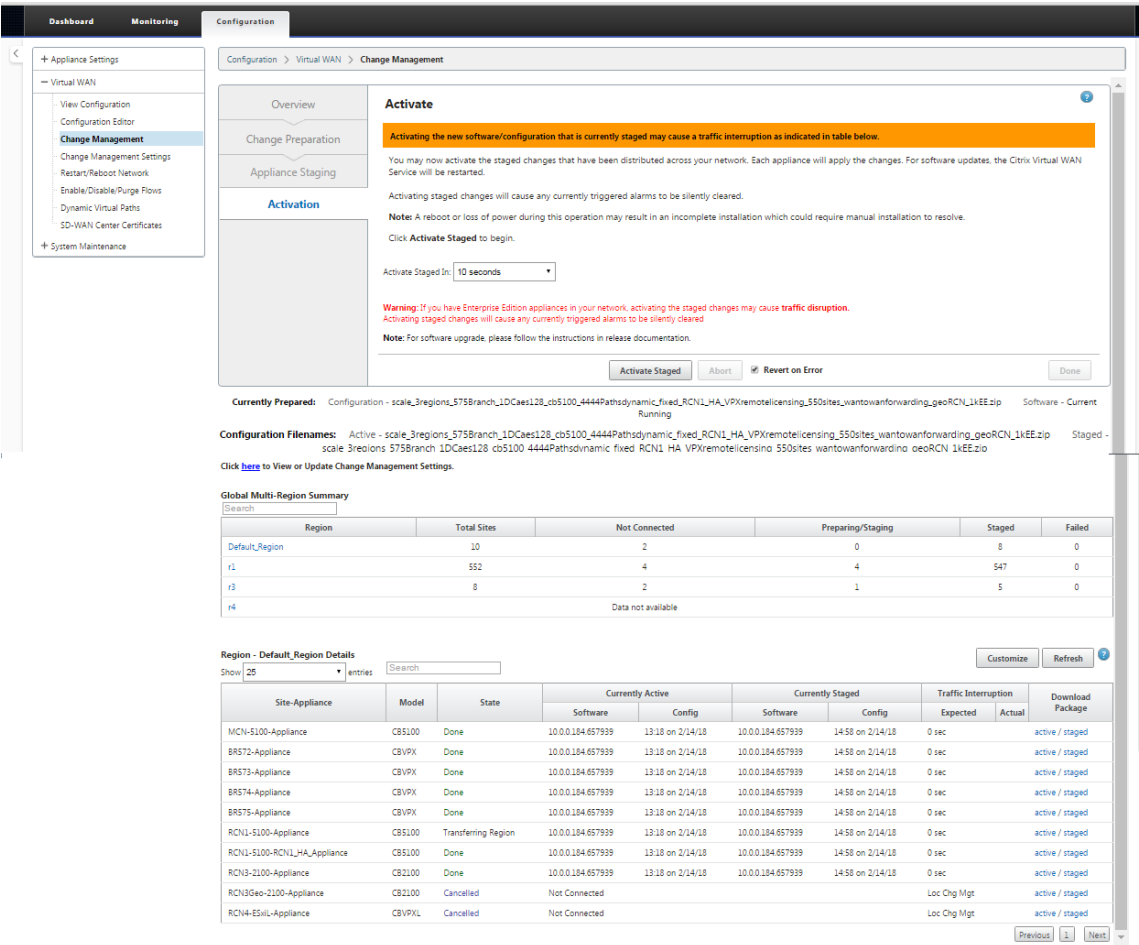 Dashboard Monitoring Configuration
+ Appliance Settings
− Virtual WAN
View Configuration
Configuration Editor
Change Management
Change Management Settings
Restart/Reboot Network
Enable/Disable/Purge Flows
Dynamic Virtual Paths
SD-WAN Center Certificates
+ System Maintenance
Configuration > Virtual WAN > Change Management
Overview
Change Preparation
Appliance Staging
Activation
Activate ?
Activating the new software/configuration that is currently staged may cause a traffic interruption as indicated in table below.
You may now activate the staged changes that have been distributed across your network. Each appliance will apply the changes. For software updates, the Citrix Virtual WAN
Service will be restarted.
Activating staged changes will cause any currently triggered alarms to be silently cleared.
Note: A reboot or loss of power during this operation may result in an incomplete installation which could require manual installation to resolve.
Click Activate Staged to begin.
Activate Staged In: 10 seconds
Warning: If you have Enterprise Edition appliances in your network, activating the staged changes may cause traffic disruption.
Activating staged changes will cause any currently triggered alarms to be silently cleared
Note: For software upgrade, please follow the instructions in release documentation.
Activate Staged Abort Revert on Error Done
Currently Prepared: Configuration - scale_3regions_575Branch_1DCaes128_cb5100_4444Pathsdynamic_fixed_RCN1_HA_VPXremotelicensing_550sites_wantowanforwarding_geoRCN_1kEE.zip Software - Current
Running
Configuration Filenames: Active - scale_3regions_575Branch_1DCaes128_cb5100_4444Pathsdynamic_fixed_RCN1_HA_VPXremotelicensing_550sites_wantowanforwarding_geoRCN_1kEE.zip Staged -
scale_3regions_575Branch_1DCaes128_cb5100_4444Pathsdynamic_fixed_RCN1_HA_VPXremotelicensing_550sites_wantowanforwarding_geoRCN_1kEE.zip
Click here to View or Update Change Management Settings.
Global Multi-Region Summary
Search
Region Total Sites Not Connected Preparing/Staging Staged Failed
Default_Region 10 2 0 8 0
r1 552 4 4 547 0
r3 8 2 1 5 0
r4 Data not available
Region - Default_Region Details
Show 25 entries Search Customize Refresh ?
Site-Appliance Model State Currently Active Currently Staged Traffic Interruption Download Package
Software Config Software Config Expected Actual
MCN-5100-Appliance CB5100 Done 10.0.0.184.657939 13:18 on 2/14/18 10.0.0.184.657939 14:58 on 2/14/18 0 sec active / staged
BR572-Appliance CBVPX Done 10.0.0.184.657939 13:18 on 2/14/18 10.0.0.184.657939 14:58 on 2/14/18 0 sec active / staged
BR573-Appliance CBVPX Done 10.0.0.184.657939 13:18 on 2/14/18 10.0.0.184.657939 14:58 on 2/14/18 0 sec active / staged
BR574-Appliance CBVPX Done 10.0.0.184.657939 13:18 on 2/14/18 10.0.0.184.657939 14:58 on 2/14/18 0 sec active / staged
BR575-Appliance CBVPX Done 10.0.0.184.657939 13:18 on 2/14/18 10.0.0.184.657939 14:58 on 2/14/18 0 sec active / staged
RCN1-5100-Appliance CB5100 Transferring Region 10.0.0.184.657939 13:18 on 2/14/18 10.0.0.184.657939 14:58 on 2/14/18 0 sec active / staged
RCN1-5100-RCN1_HA_Appliance CB5100 Done 10.0.0.184.657939 13:18 on 2/14/18 10.0.0.184.657939 14:58 on 2/14/18 0 sec active / staged
RCN3-2100-Appliance CB2100 Done 10.0.0.184.657939 13:18 on 2/14/18 10.0.0.184.657939 14:58 on 2/14/18 0 sec active / staged
RCN3Geo-2100-Appliance CB2100 Cancelled Not Connected Loc Chg Mgt active / staged
RCN4-ESxiL-Appliance CBVPXL Cancelled Not Connected Loc Chg Mgt active / staged
Previous 1 Next